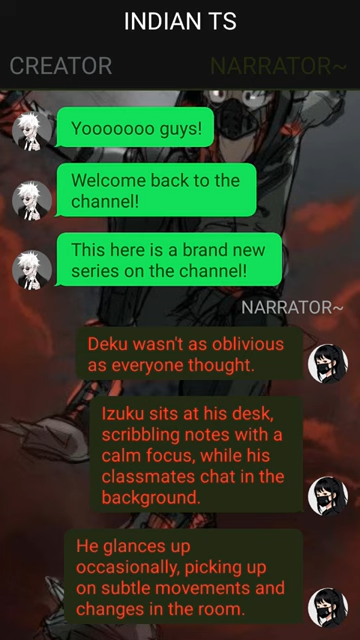 INDIAN TS
CREATOR NARRATOR~
Yooooooo guys!
Welcome back to the
channel!
This here is a brand new
series on the channel!
NARRATOR~
Deku wasn't as oblivious
as everyone thought.
Izuku sits at his desk,
scribbling notes with a
calm focus, while his
classmates chat in the
background.
He glances up
occasionally, picking up
on subtle movements and
changes in the room.